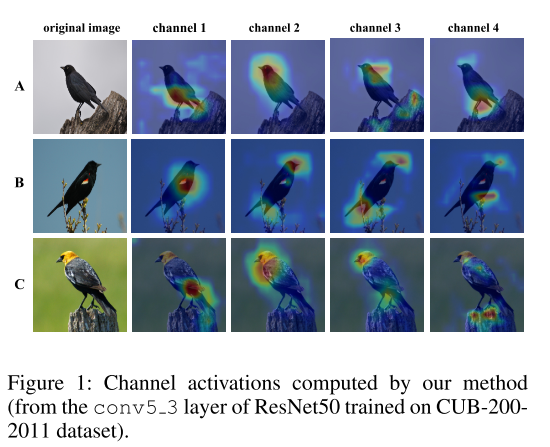 original image channel 1 channel 2 channel 3 channel 4
A
B
C
Figure 1: Channel activations computed by our method
(from the conv5_3 layer of ResNet50 trained on CUB-200-
2011 dataset).